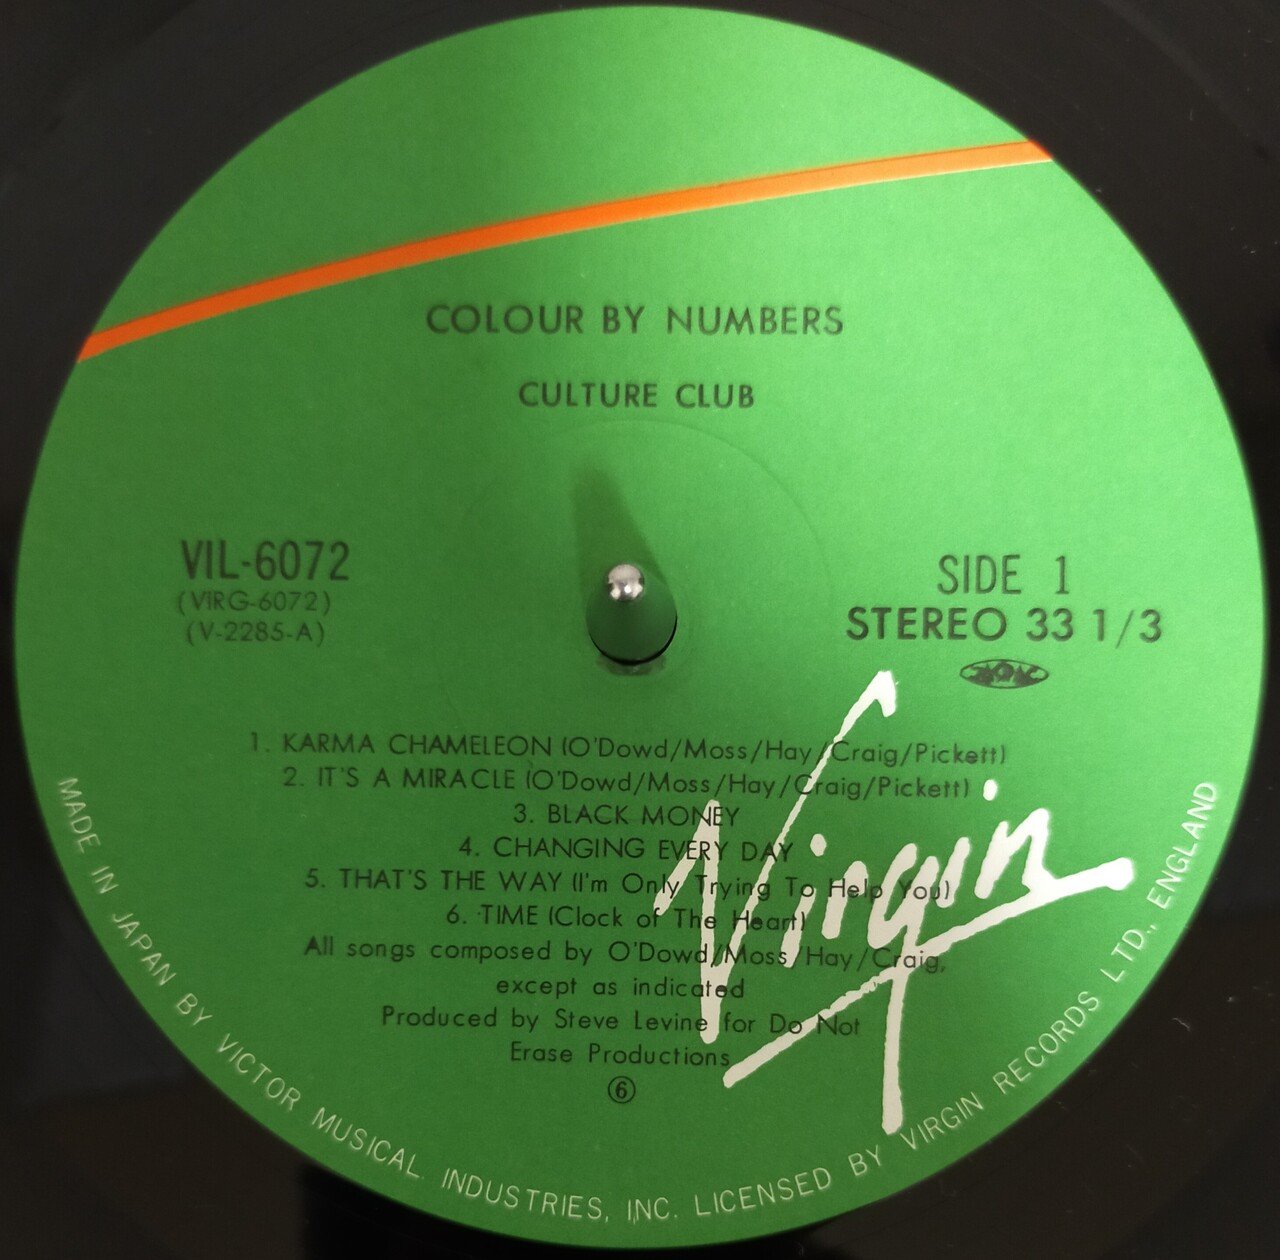 COLOUR BY NUMBERS
CULTURE CLUB
VIL-6072
(VIRG-6072)
(V-2285-A)
SIDE 1
STEREO 33 1/3
1. KARMA CHAMELEON (O'Dowd/Moss/Hay/Craig/Pickett)
2. IT'S A MIRACLE (O'Dowd/Moss/Hay/Craig/Pickett)
3. BLACK MONEY
4. CHANGING EVERY DAY
5. THAT'S THE WAY (I'm Only Trying To Help You)
6. TIME (Clock of The Heart)
All songs composed by O'Dowd/Moss/Hay/Craig,
except as indicated
Produced by Steve Levine for Do Not
Erase Productions
⑥
Virgin
MADE IN JAPAN BY VICTOR MUSICAL INDUSTRIES, INC. LICENSED BY VIRGIN RECORDS LTD., ENGLAND